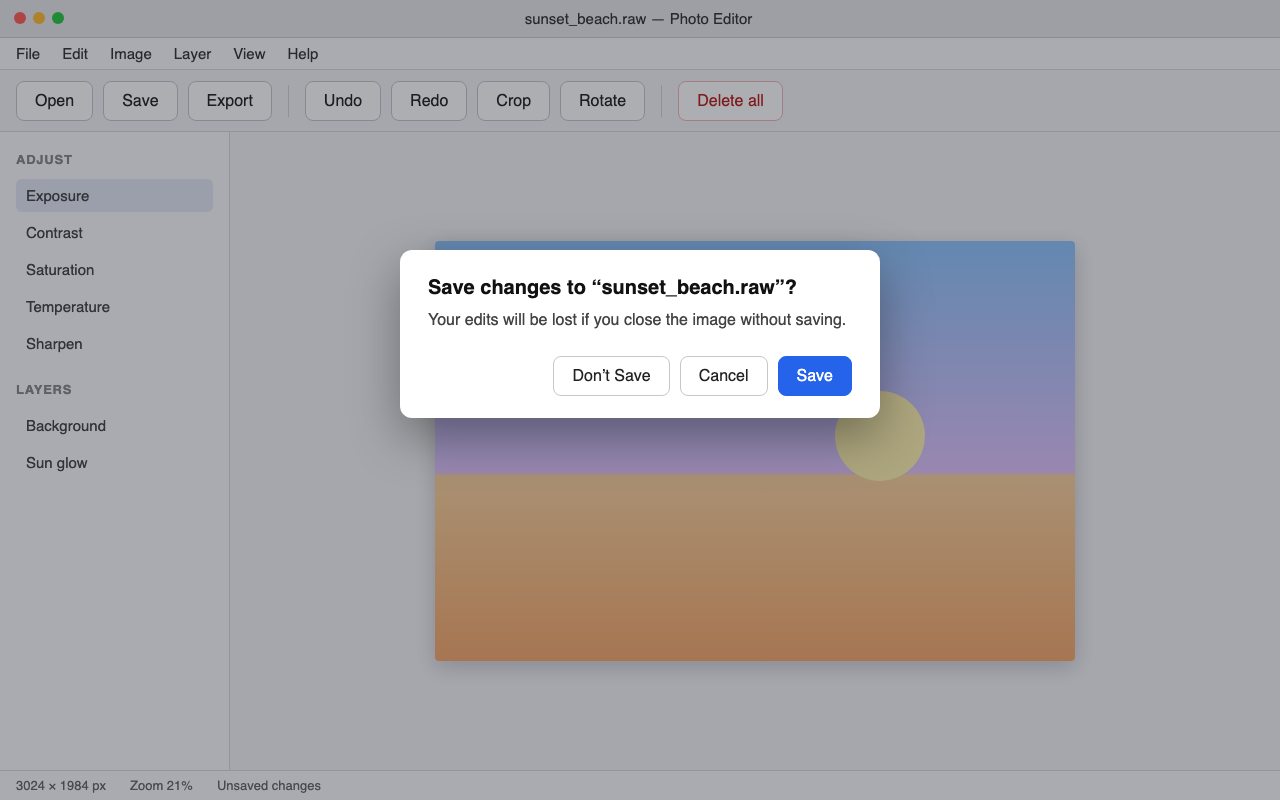 sunset_beach.raw — Photo Editor
File Edit Image Layer View Help
Open Save Export Undo Redo Crop Rotate Delete all
ADJUST
Exposure
Contrast
Saturation
Temperature
Sharpen
LAYERS
Background
Sun glow
Save changes to “sunset_beach.raw”?
Your edits will be lost if you close the image without saving.
Don’t Save Cancel Save
3024 × 1984 px Zoom 21% Unsaved changes